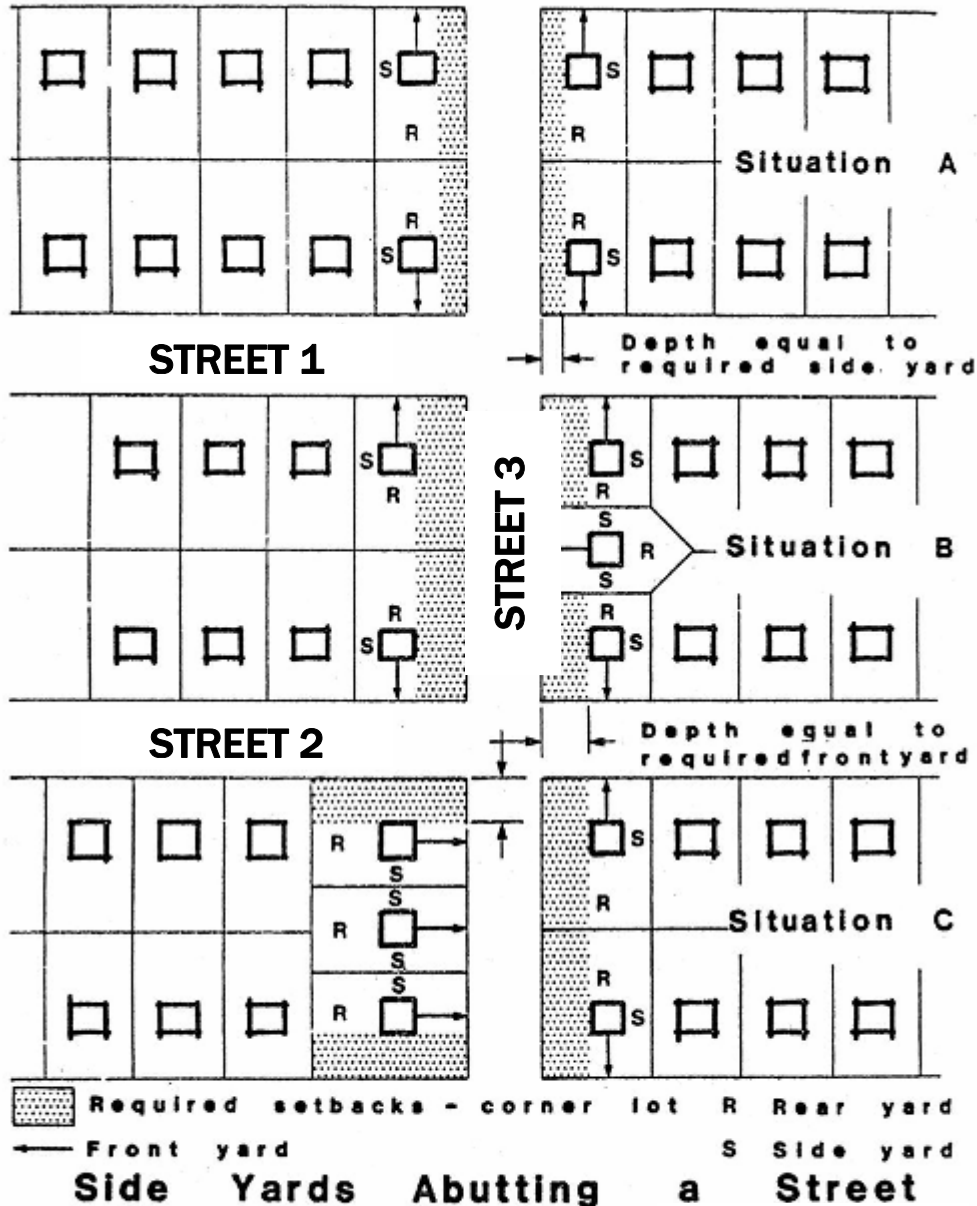 S
S
R
R
Situation A
R
R
S
S
STREET 1
Depth equal to
required side yard
S
S
R
R
STREET 3
S
R
Situation B
S
R
R
S
S
S
STREET 2
Depth equal to
required front yard
R
S
S
S
R
R
Situation C
S
R
S
R
S
Required setbacks - corner lot R Rear yard
Front yard S Side yard
Side Yards Abutting a Street